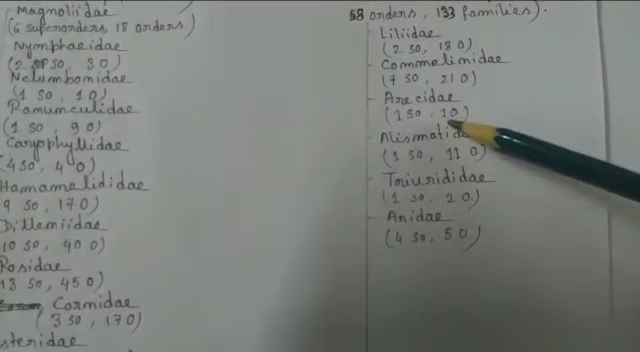 Magnoliidae
(6 superorders, 18 orders)
Nymphaeidae
(2 SO, 3 O)
Nelumbonidae
(1 SO, 1 O)
Ranunculidae
(1 SO, 9 O)
Caryophyllidae
(4 SO, 4 O)
Hamamelididae
9 SO, 17 O)
Dilleniidae
10 SO, 40 O)
Rosidae
13 SO, 45 O)
Cornidae
(3 SO, 17 O)
steridae
58 orders, 133 families).
Liliidae
(2 SO, 18 O)
Commelinidae
(7 SO, 21 O)
Arecidae
(1 SO, 1 O)
Alismatidae
(1 SO, 11 O)
Triurididae
(1 SO, 2 O)
Aridae
(4 SO, 5 O)